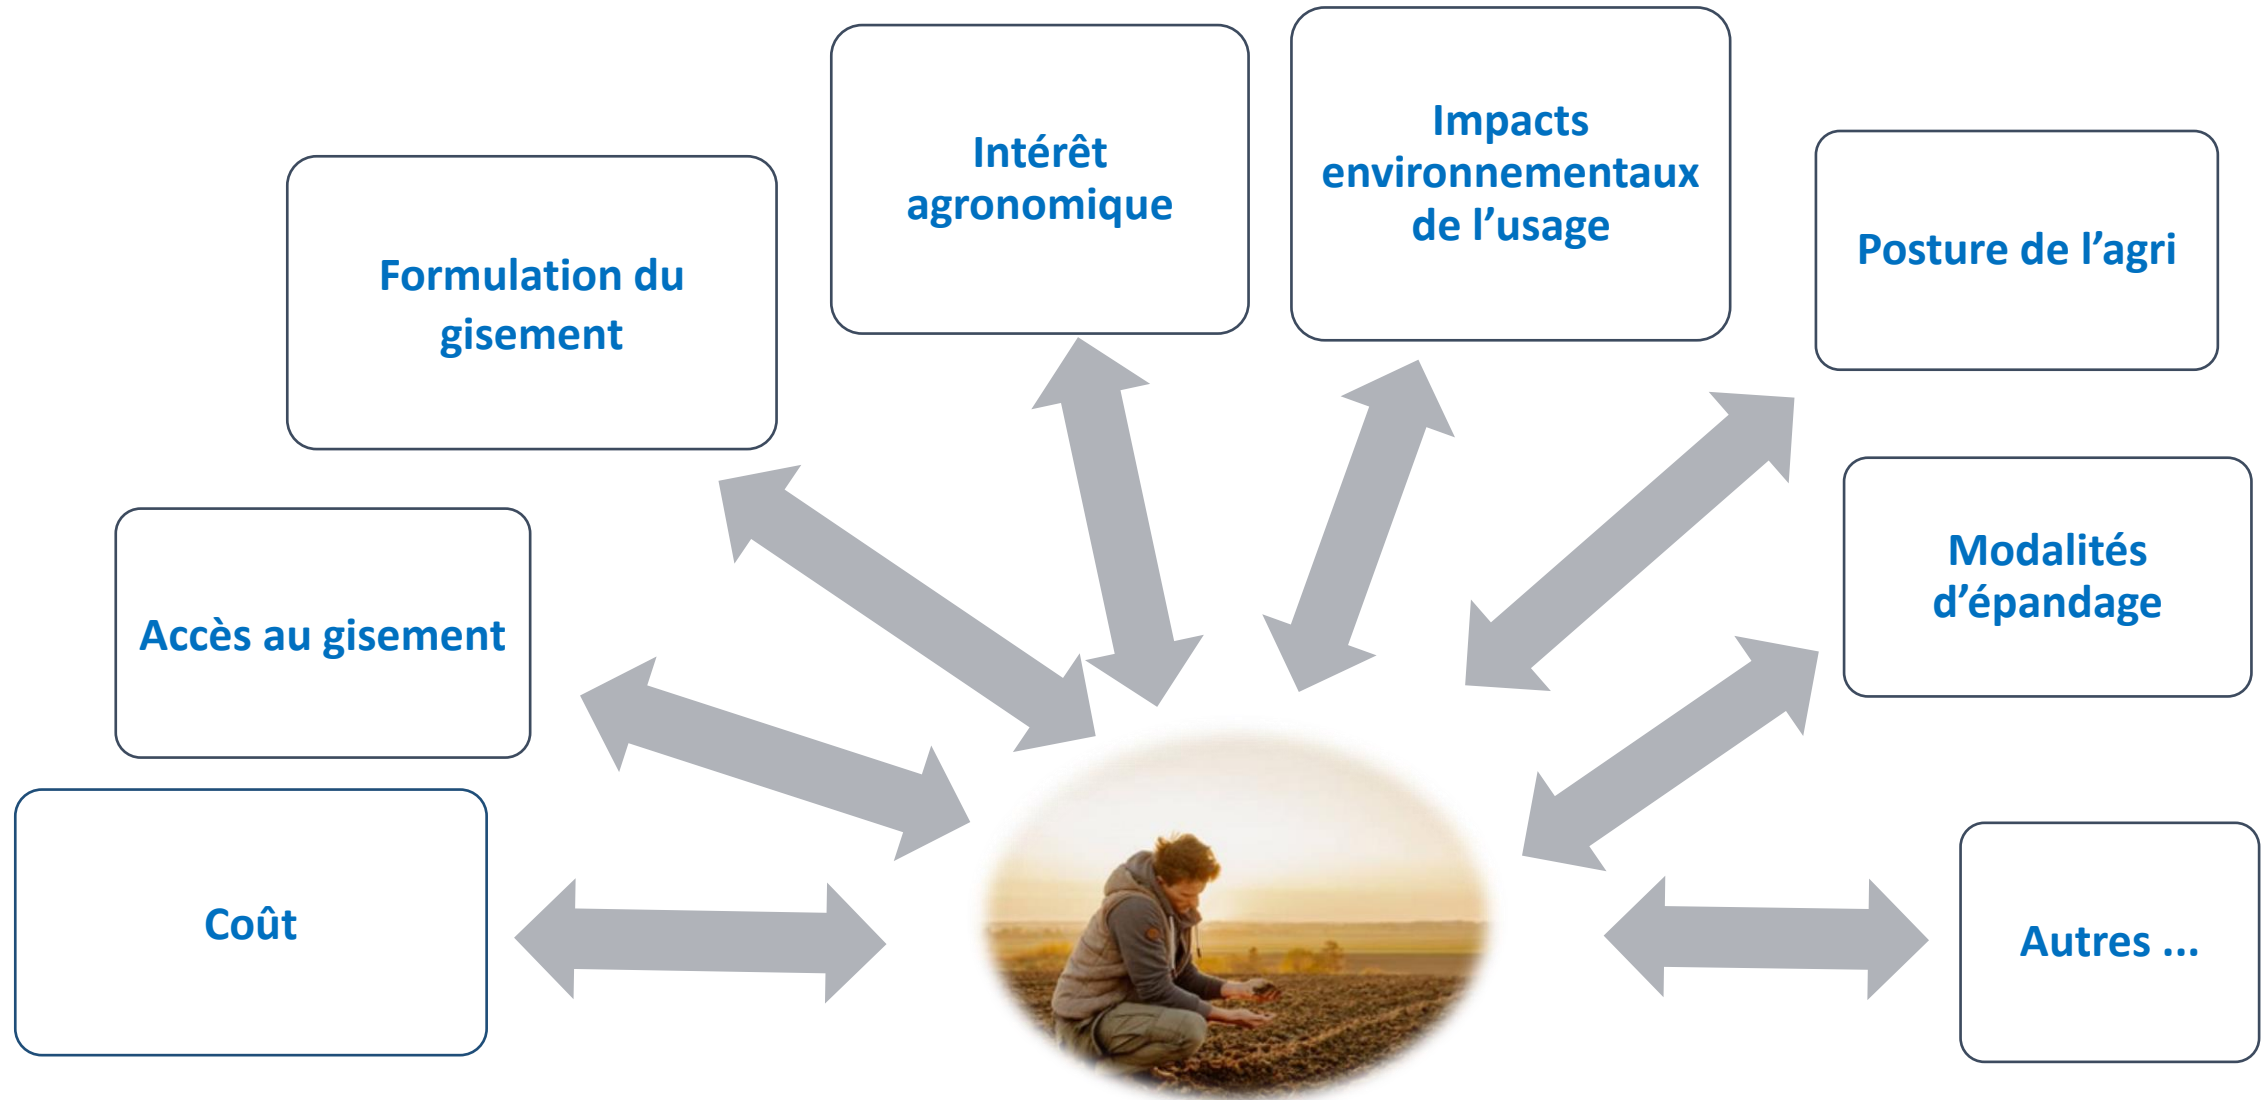 Impacts
environnementaux
de l’usage
Intérêt
agronomique
Posture de l’agri
Formulation du
gisement
Modalités
d’épandage
Accès au gisement
Coût
Autres ...